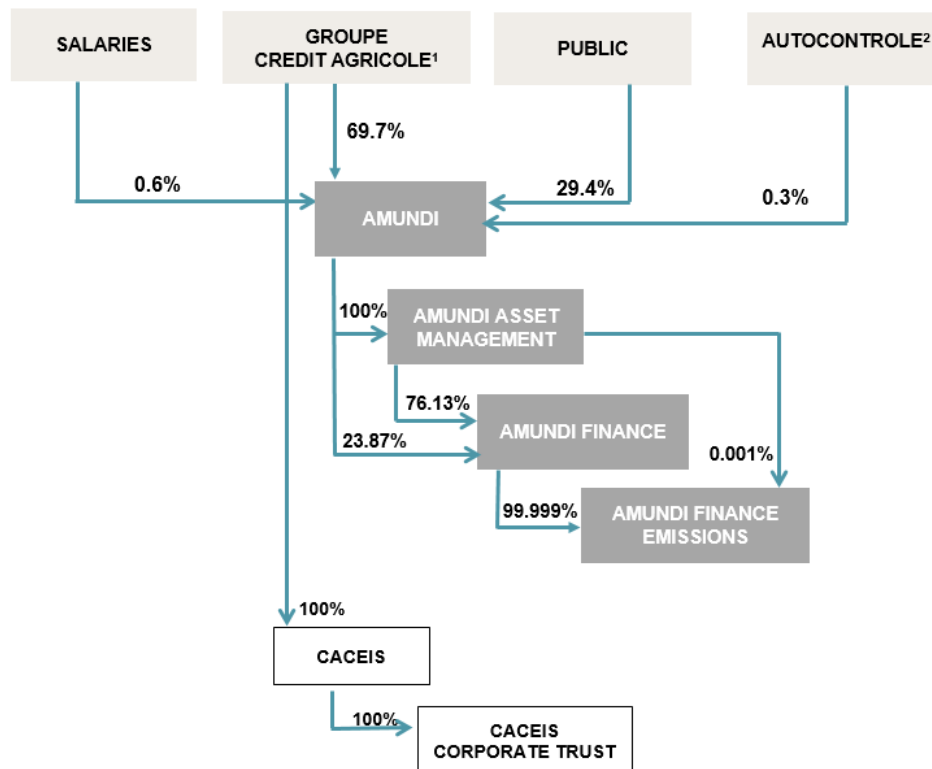 SALARIES
GROUPE
CREDIT AGRICOLE¹
PUBLIC
AUTOCONTROLE²
69.7%
0.6%
29.4%
0.3%
AMUNDI
100%
AMUNDI ASSET
MANAGEMENT
76.13%
23.87%
AMUNDI FINANCE
0.001%
99.999%
AMUNDI FINANCE
EMISSIONS
100%
CACEIS
100%
CACEIS
CORPORATE TRUST